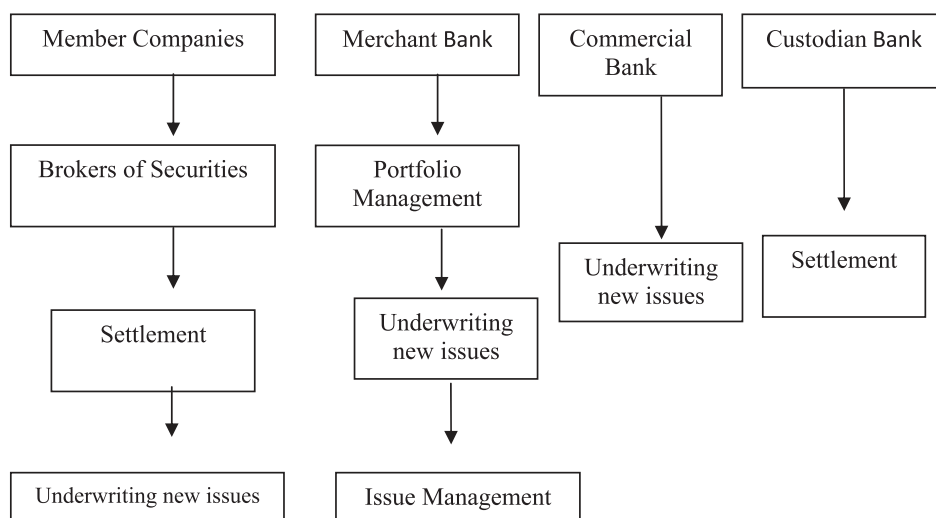 Member Companies
Merchant Bank
Commercial
Bank
Custodian Bank
Brokers of Securities
Portfolio
Management
Underwriting
new issues
Settlement
Settlement
Underwriting
new issues
Underwriting new issues
Issue Management